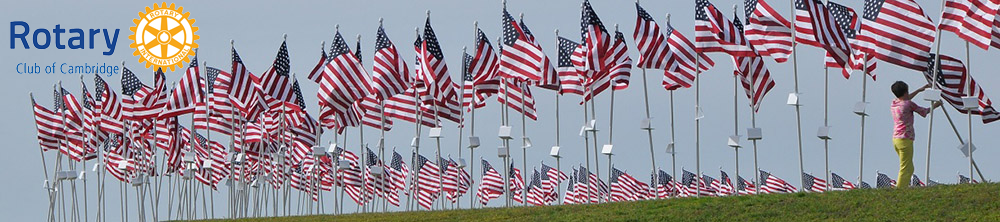 Rotary
ROTARY
INTERNATIONAL
Club of Cambridge